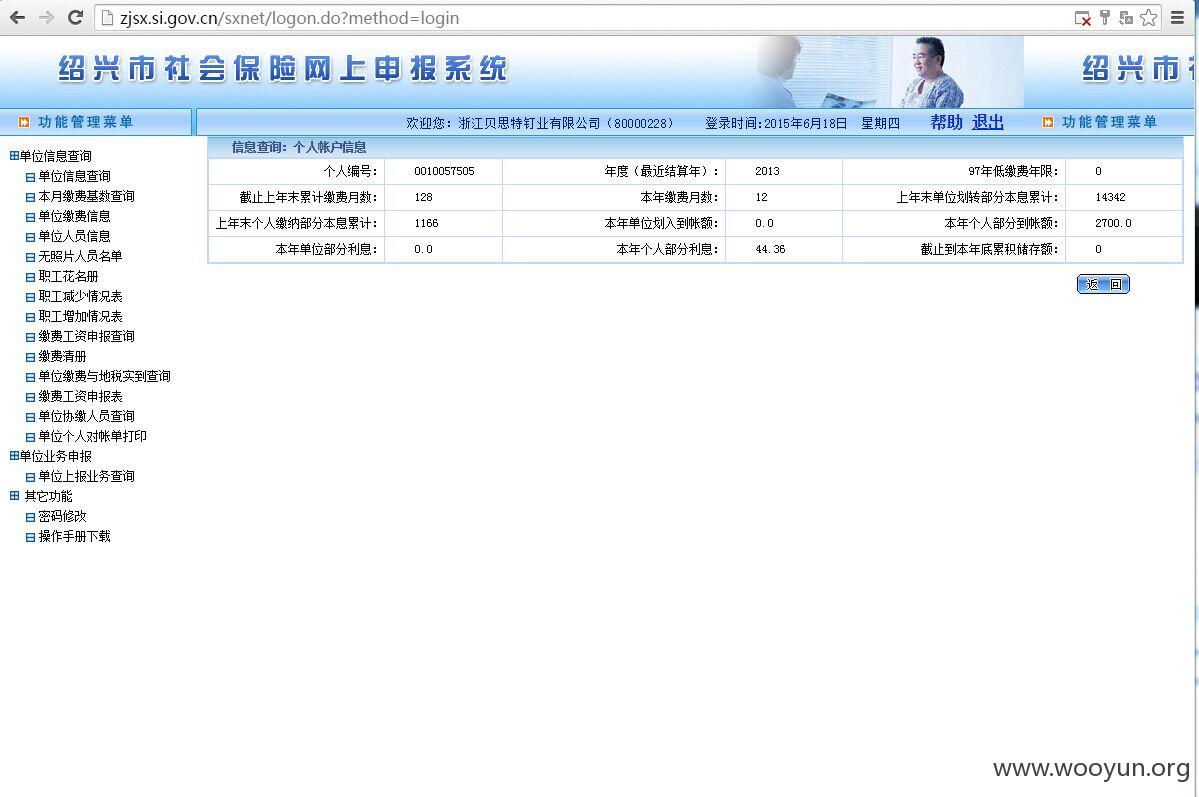 zjsx.si.gov.cn/sxnet/logon.do?method=login
绍兴市社会保险网上申报系统 绍兴市
功能管理菜单 欢迎您：浙江贝思特钉业有限公司（80000228） 登录时间:2015年6月18日 星期四 帮助 退出 功能管理菜单
信息查询：个人帐户信息
个人编号： 0010057505 年度（最近结算年）： 2013 97年低缴费年限： 0
截止上年末累计缴费月数： 128 本年缴费月数： 12 上年末单位划转部分本息累计： 14342
上年末个人缴纳部分本息累计： 1166 本年单位划入到帐额： 0.0 本年个人部分到帐额： 2700.0
本年单位部分利息： 0.0 本年个人部分利息： 44.36 截止到本年底累积储存额： 0
返 回
单位信息查询
单位信息查询
本月缴费基数查询
单位缴费信息
单位人员信息
无照片人员名单
职工花名册
职工减少情况表
职工增加情况表
缴费工资申报查询
缴费清册
单位缴费与地税实到查询
缴费工资申报表
单位协缴人员查询
单位个人对帐单打印
单位业务申报
单位上报业务查询
其它功能
密码修改
操作手册下载
www.wooyun.org